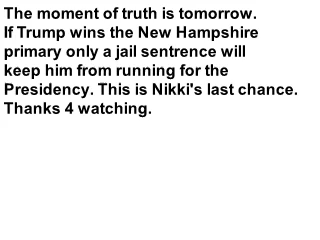 The moment of truth is tomorrow.
If Trump wins the New Hampshire
primary only a jail sentrence will
keep him from running for the
Presidency. This is Nikki's last chance.
Thanks 4 watching.